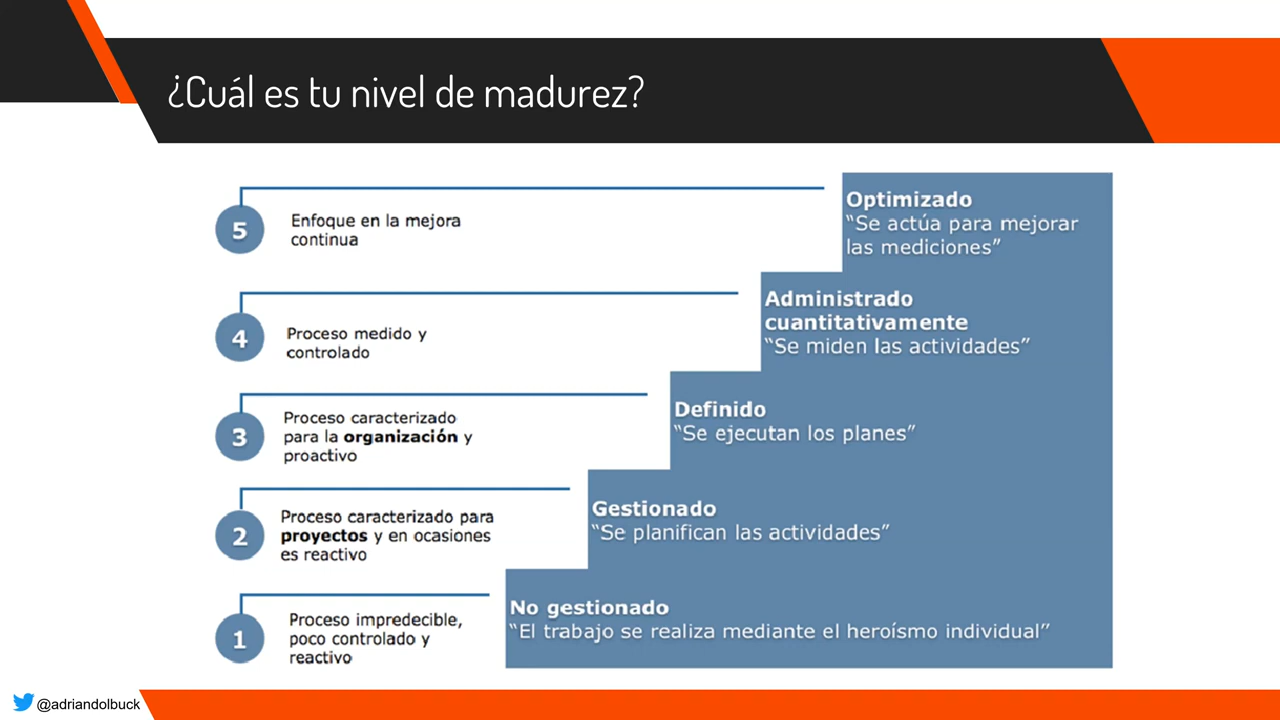 ¿Cuál es tu nivel de madurez?
5
Enfoque en la mejora
continua
Optimizado
“Se actúa para mejorar
las mediciones”
4
Proceso medido y
controlado
Administrado
cuantitativamente
“Se miden las actividades”
3
Proceso caracterizado
para la organización y
proactivo
Definido
“Se ejecutan los planes”
2
Proceso caracterizado para
proyectos y en ocasiones
es reactivo
Gestionado
“Se planifican las actividades”
1
Proceso impredecible,
poco controlado y
reactivo
No gestionado
“El trabajo se realiza mediante el heroísmo individual”
@adriandolbuck